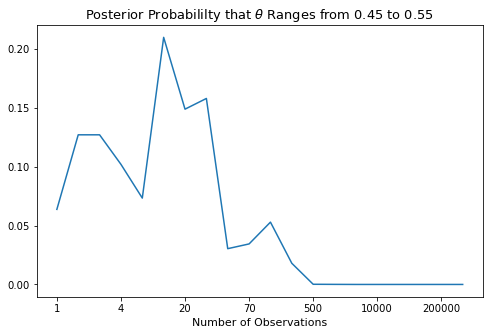 Posterior Probabililty that θ Ranges from 0.45 to 0.55
0.20
0.15
0.10
0.05
0.00
1 4 20 70 500 10000 200000
Number of Observations